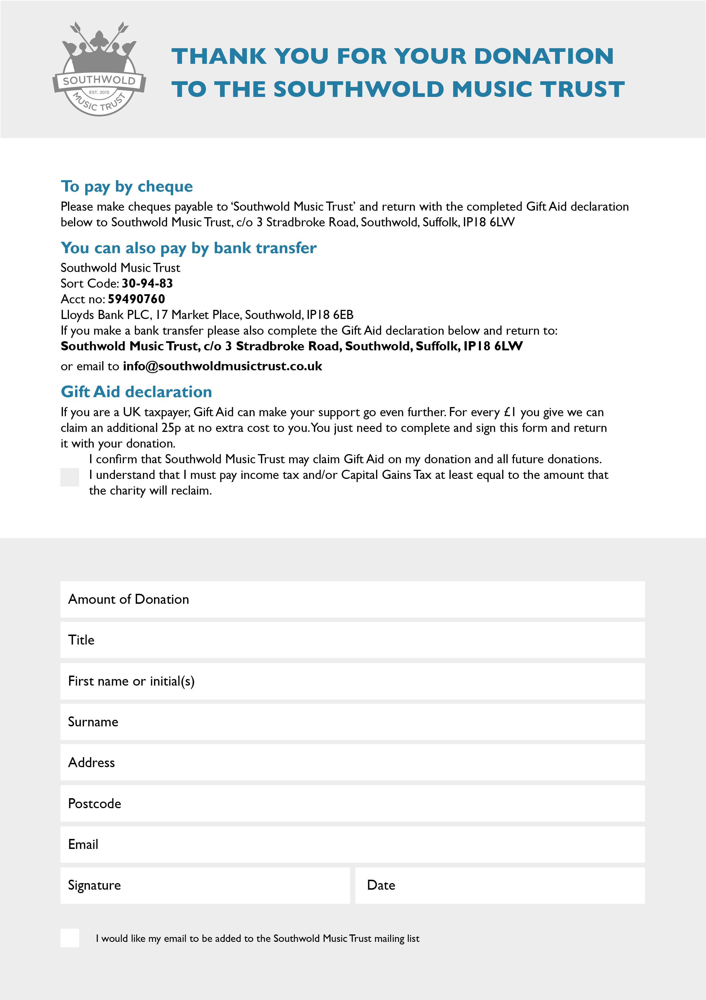 SOUTHWOLD
EST. 2015
MUSIC TRUST
THANK YOU FOR YOUR DONATION
TO THE SOUTHWOLD MUSIC TRUST
To pay by cheque
Please make cheques payable to ‘Southwold Music Trust’ and return with the completed Gift Aid declaration
below to Southwold Music Trust, c/o 3 Stradbroke Road, Southwold, Suffolk, IP18 6LW
You can also pay by bank transfer
Southwold Music Trust
Sort Code: 30-94-83
Acct no: 59490760
Lloyds Bank PLC, 17 Market Place, Southwold, IP18 6EB
If you make a bank transfer please also complete the Gift Aid declaration below and return to:
Southwold Music Trust, c/o 3 Stradbroke Road, Southwold, Suffolk, IP18 6LW
or email to info@southwoldmusictrust.co.uk
Gift Aid declaration
If you are a UK taxpayer, Gift Aid can make your support go even further. For every £1 you give we can
claim an additional 25p at no extra cost to you. You just need to complete and sign this form and return
it with your donation.
I confirm that Southwold Music Trust may claim Gift Aid on my donation and all future donations.
I understand that I must pay income tax and/or Capital Gains Tax at least equal to the amount that
the charity will reclaim.
Amount of Donation
Title
First name or initial(s)
Surname
Address
Postcode
Email
Signature
Date
I would like my email to be added to the Southwold Music Trust mailing list